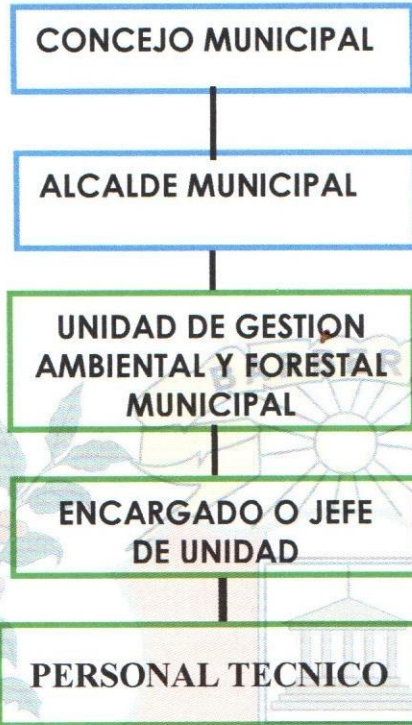 CONCEJO MUNICIPAL
ALCALDE MUNICIPAL
UNIDAD DE GESTION
AMBIENTAL Y FORESTAL
MUNICIPAL
ENCARGADO O JEFE
DE UNIDAD
PERSONAL TECNICO